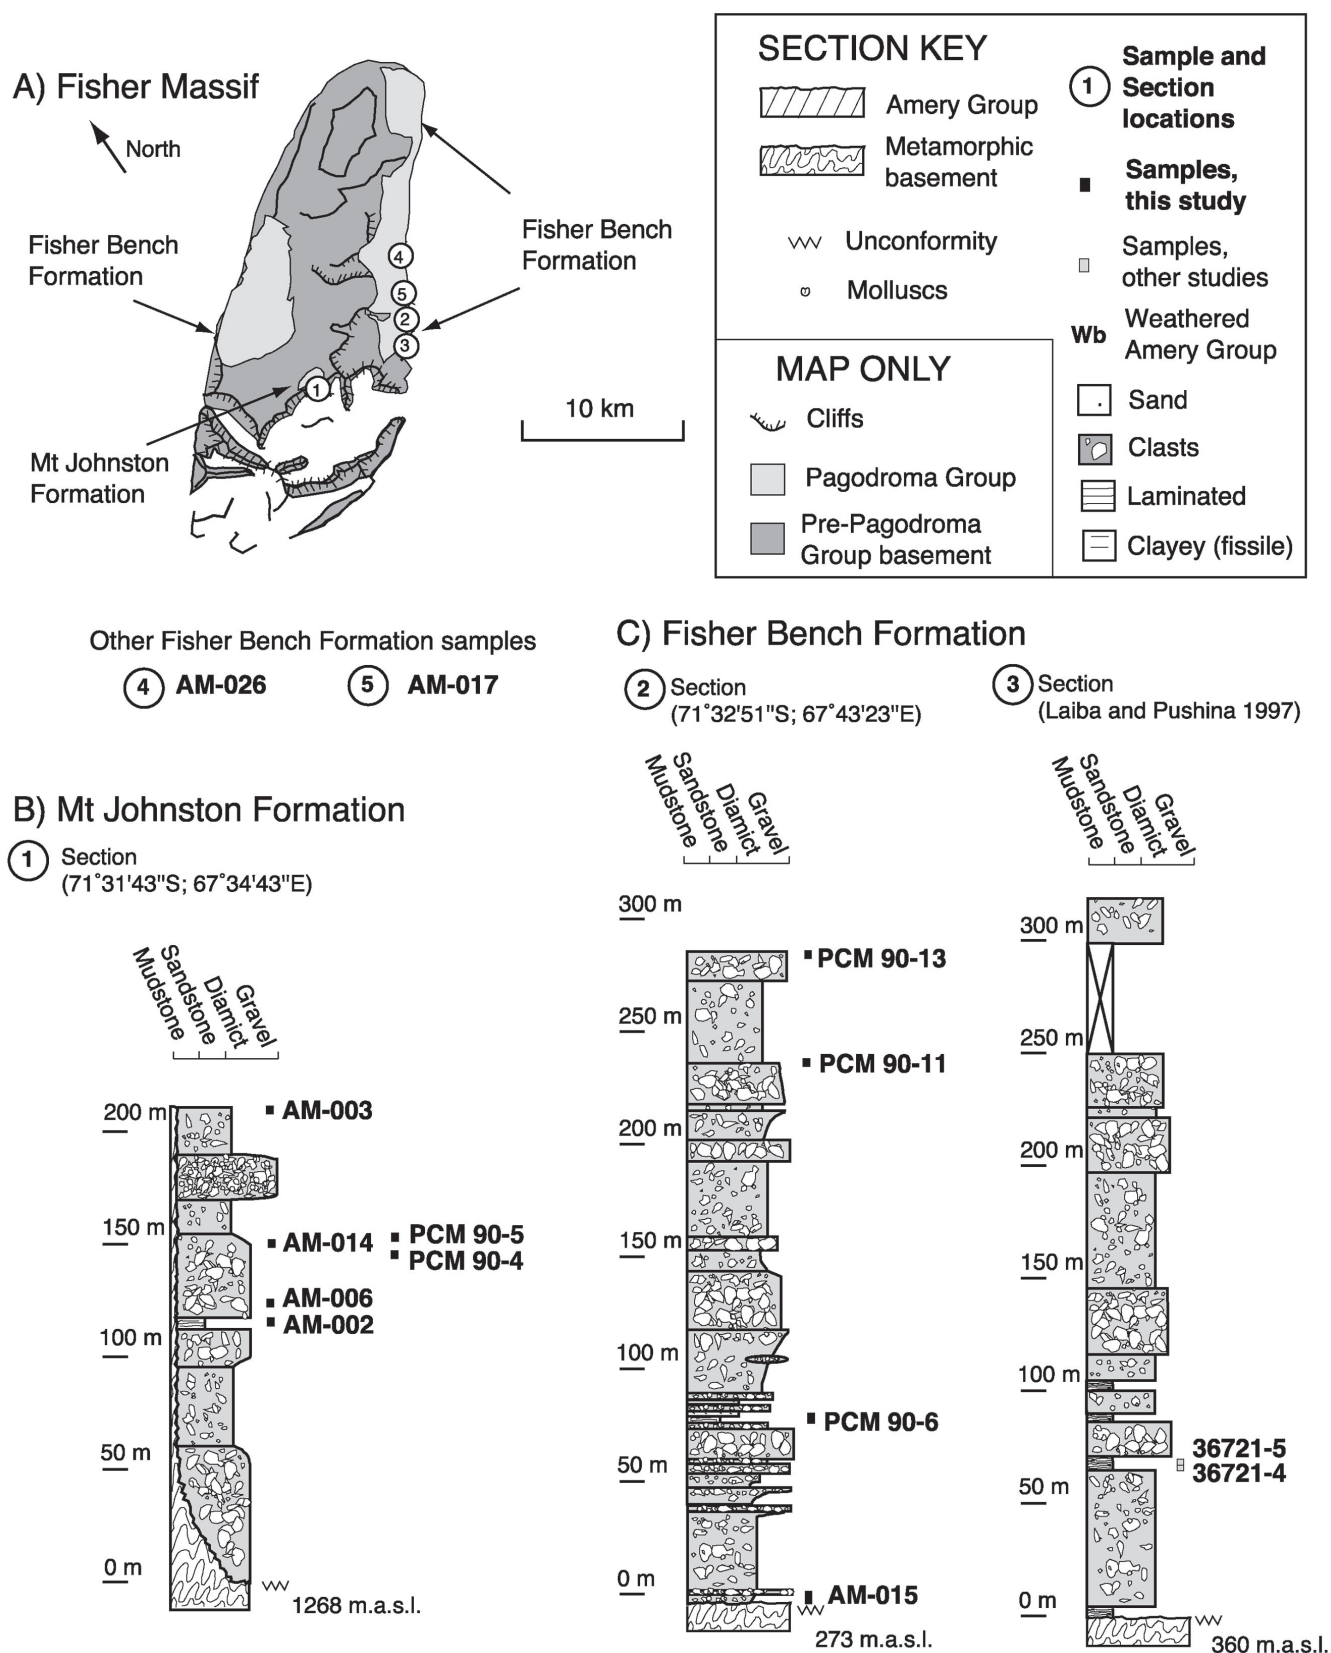 A) Fisher Massif
North
Fisher Bench
Formation
Fisher Bench
Formation
Mt Johnston
Formation
4
5
2
3
1
10 km
SECTION KEY
Amery Group
Metamorphic
basement
Unconformity
Molluscs
MAP ONLY
Cliffs
Pagodroma Group
Pre-Pagodroma
Group basement
1
Sample and
Section
locations
Samples,
this study
Samples,
other studies
Wb
Weathered
Amery Group
Sand
Clasts
Laminated
Clayey (fissile)
Other Fisher Bench Formation samples
4 AM-026 5 AM-017
B) Mt Johnston Formation
1 Section
(71˚31'43"S; 67˚34'43"E)
Mudstone
Sandstone
Diamict
Gravel
200 m
150 m
100 m
50 m
0 m
AM-003
AM-014
PCM 90-5
PCM 90-4
AM-006
AM-002
1268 m.a.s.l.
C) Fisher Bench Formation
2 Section
(71˚32'51"S; 67˚43'23"E)
Mudstone
Sandstone
Diamict
Gravel
300 m
250 m
200 m
150 m
100 m
50 m
0 m
PCM 90-13
PCM 90-11
PCM 90-6
AM-015
273 m.a.s.l.
3 Section
(Laiba and Pushina 1997)
Mudstone
Sandstone
Diamict
Gravel
300 m
250 m
200 m
150 m
100 m
50 m
0 m
36721-5
36721-4
360 m.a.s.l.